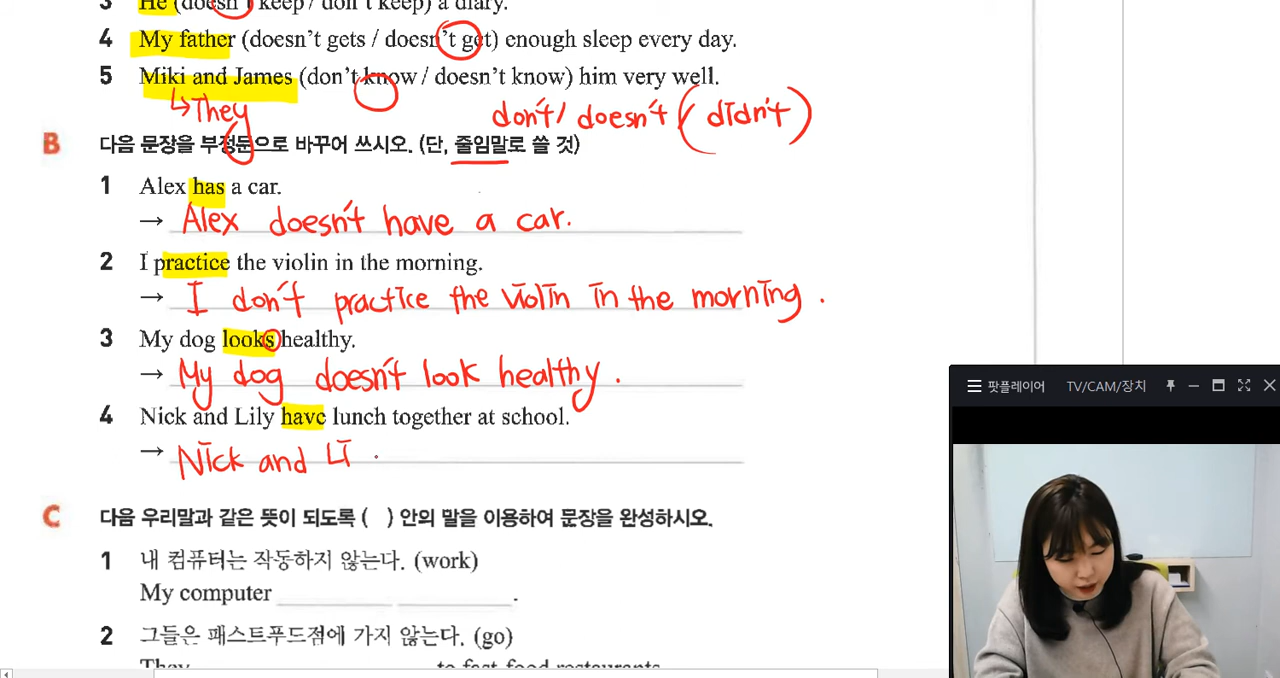 3 He (doesn't keep / don't keep) a diary.
4 My father (doesn't gets / doesn't get) enough sleep every day.
5 Miki and James (don't know / doesn't know) him very well.
↳They don't / doesn't (/ didn't)
B 다음 문장을 부정문으로 바꾸어 쓰시오. (단, 줄임말로 쓸 것)
1 Alex has a car.
→ Alex doesn't have a car.
2 I practice the violin in the morning.
→ I don't practice the violin in the morning.
3 My dog looks healthy.
→ My dog doesn't look healthy.
4 Nick and Lily have lunch together at school.
→ Nick and Li
팟플레이어 TV/CAM/장치
C 다음 우리말과 같은 뜻이 되도록 ( ) 안의 말을 이용하여 문장을 완성하시오.
1 내 컴퓨터는 작동하지 않는다. (work)
My computer ______ ______.
2 그들은 패스트푸드점에 가지 않는다. (go)
They ______ to fast-food restaurants